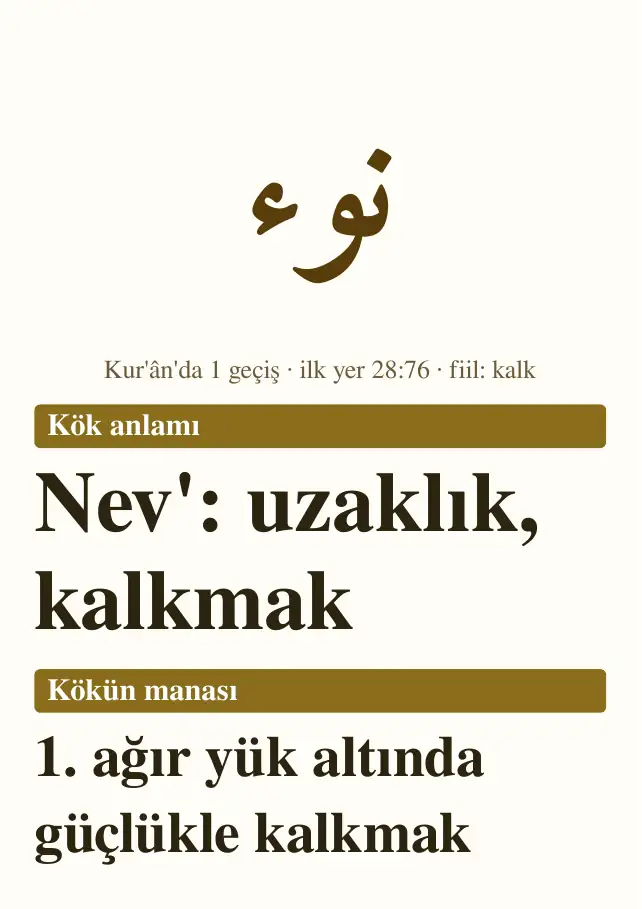 نوء
Kur'ân'da 1 geçiş · ilk yer 28:76 · fiil: kalk
Kök anlamı
Nev': uzaklık,
kalkmak
Kökün manası
1. ağır yük altında
güçlükle kalkmak